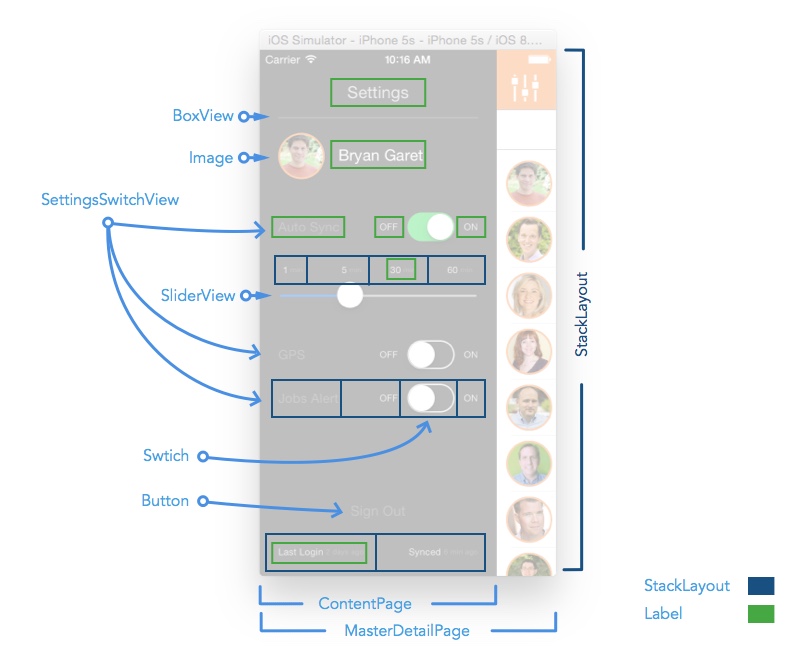 iOS Simulator - iPhone 5s - iPhone 5s / iOS 8....
Carrier 10:16 AM
Settings
BoxView
Image
Bryan Garet
SettingsSwitchView
Auto Sync OFF ON
1 5 30 60
SliderView
StackLayout
GPS OFF ON
Jobs Alert OFF ON
Swtich
Button
Sign Out
Last Login Synced
StackLayout
ContentPage
Label
MasterDetailPage